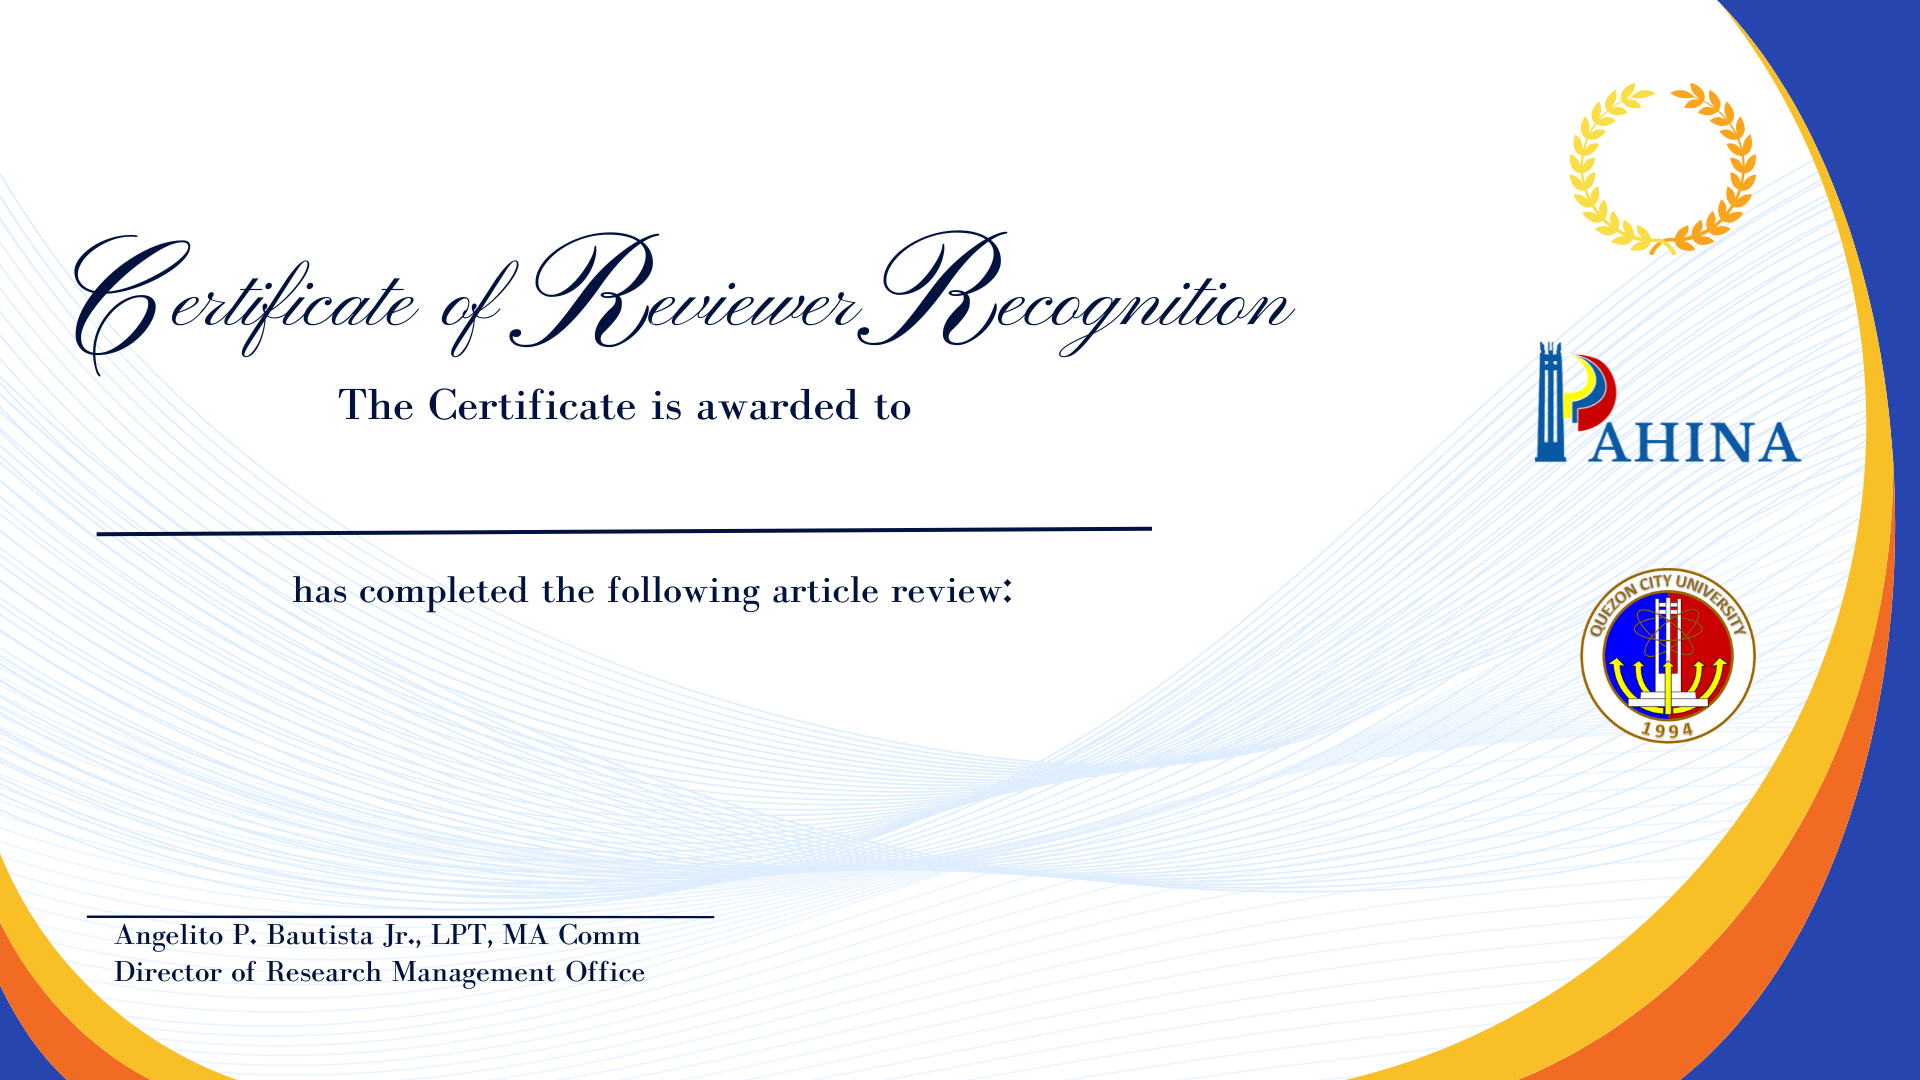 Certificate of Reviewer Recognition
The Certificate is awarded to
PAHINA
has completed the following article review:
QUEZON CITY UNIVERSITY
1994
Angelito P. Bautista Jr., LPT, MA Comm
Director of Research Management Office